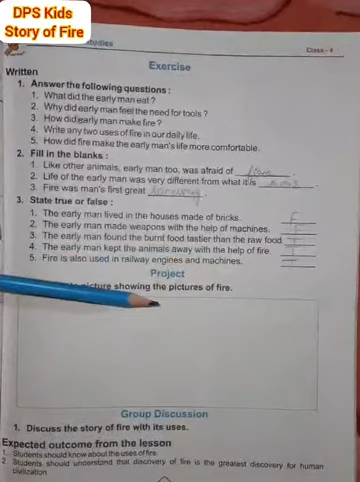 DPS Kids
Story of Fire
Studies
Class - 4
Exercise
Written
1. Answer the following questions :
1. What did the early man eat ?
2. Why did early man feel the need for tools ?
3. How did early man make fire ?
4. Write any two uses of fire in our daily life.
5. How did fire make the early man's life more comfortable.
2. Fill in the blanks :
1. Like other animals, early man too, was afraid of
2. Life of the early man was very different from what it is
3. Fire was man's first great
3. State true or false :
1. The early man lived in the houses made of bricks. F
2. The early man made weapons with the help of machines.
3. The early man found the burnt food tastier than the raw food.
4. The early man kept the animals away with the help of fire.
5. Fire is also used in railway engines and machines.
Project
picture showing the pictures of fire.
Group Discussion
1. Discuss the story of fire with its uses.
Expected outcome from the lesson
1. Students should know about the uses of fire.
2. Students should understand that discovery of fire is the greatest discovery for human
civilization